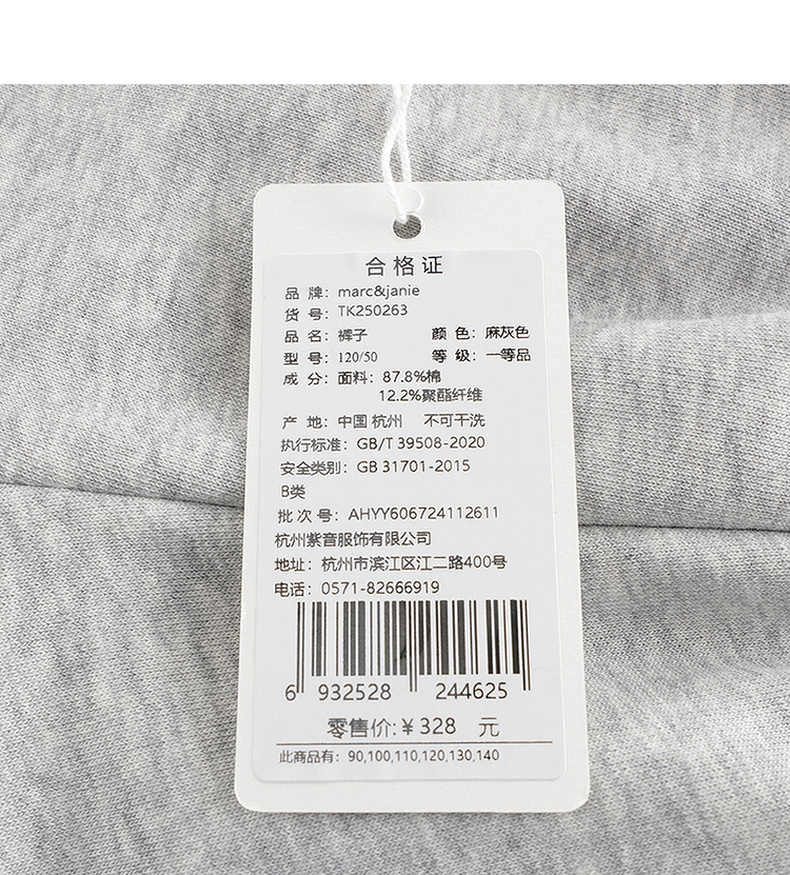 合格证
品 牌：marc&janie
货 号：TK250263
品 名：裤子 颜 色：麻灰色
型 号：120/50 等 级：一等品
成 分：面料：87.8%棉
12.2%聚酯纤维
产 地：中国 杭州 不可干洗
执行标准：GB/T 39508-2020
安全类别：GB 31701-2015
B类
批 次 号：AHYY606724112611
杭州紫音服饰有限公司
地址：杭州市滨江区江二路400号
电话：0571-82666919
6 932528 244625
零售价:¥328 元
此商品有：90,100,110,120,130,140